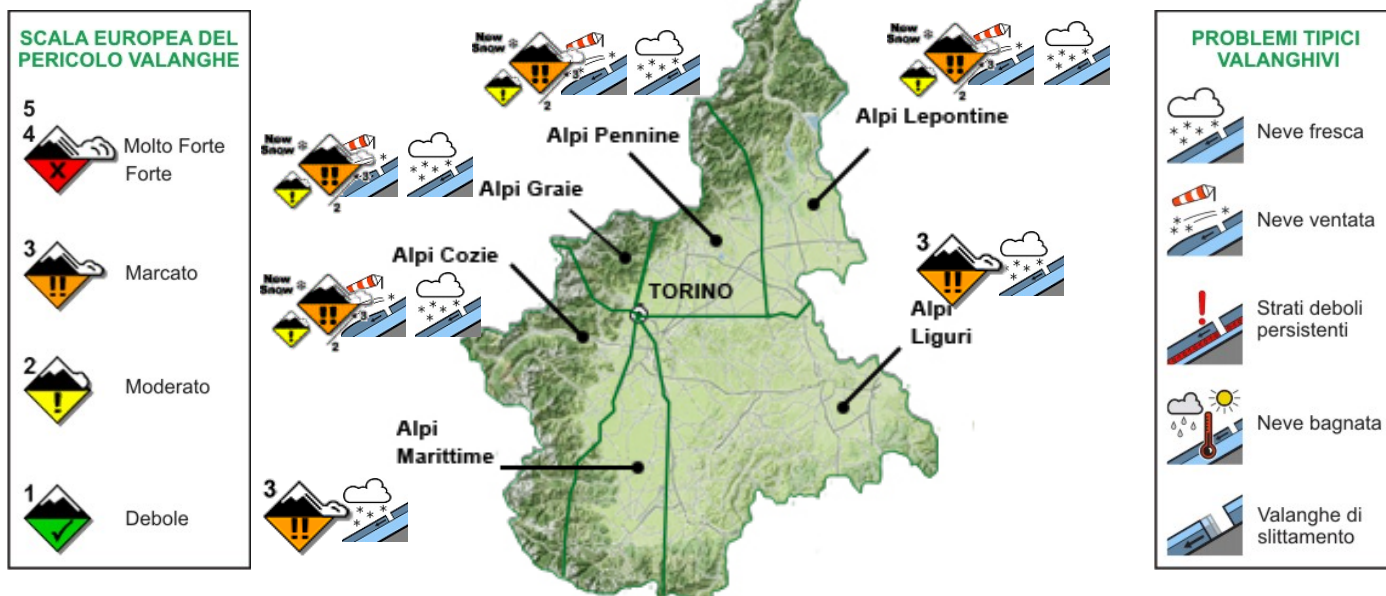 SCALA EUROPEA DEL
PERICOLO VALANGHE
5
4
Molto Forte
Forte
3
Marcato
2
Moderato
1
Debole
New
Snow
3
2
Alpi Pennine
New
Snow
3
2
Alpi Lepontine
New
Snow
3
2
Alpi Graie
New
Snow
3
2
Alpi Cozie
TORINO
3
Alpi
Liguri
Alpi
Marittime
3
PROBLEMI TIPICI
VALANGHIVI
Neve fresca
Neve ventata
Strati deboli
persistenti
Neve bagnata
Valanghe di
slittamento